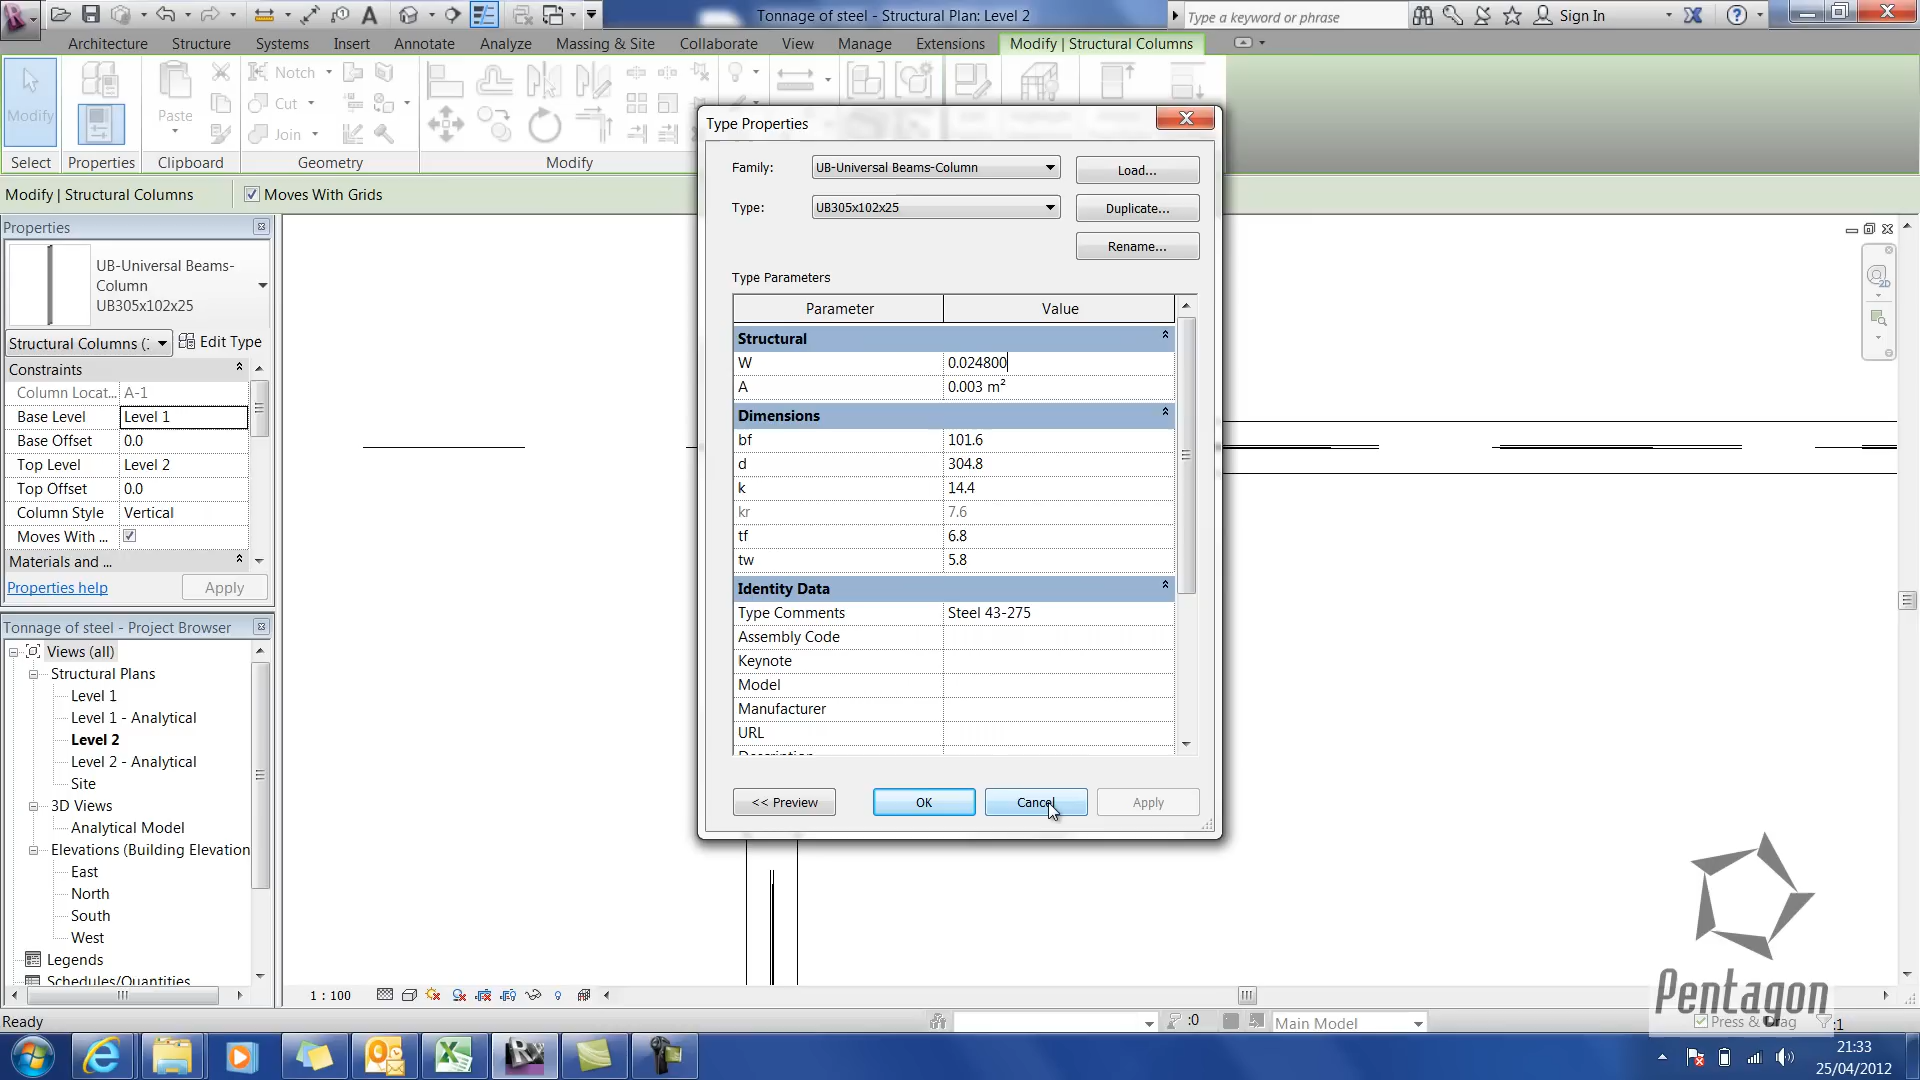 Tonnage of steel - Structural Plan: Level 2
Type a keyword or phrase
Sign In
Architecture Structure Systems Insert Annotate Analyze Massing & Site Collaborate View Manage Extensions Modify | Structural Columns
Modify
Paste
Notch
Cut
Join
Select Properties Clipboard Geometry Modify
Modify | Structural Columns
Moves With Grids
Properties
UB-Universal Beams-
Column
UB305x102x25
Structural Columns (:
Edit Type
Constraints
Column Locat... A-1
Base Level Level 1
Base Offset 0.0
Top Level Level 2
Top Offset 0.0
Column Style Vertical
Moves With ...
Materials and ...
Properties help
Apply
Tonnage of steel - Project Browser
Views (all)
Structural Plans
Level 1
Level 1 - Analytical
Level 2
Level 2 - Analytical
Site
3D Views
Analytical Model
Elevations (Building Elevation
East
North
South
West
Legends
Schedules/Quantities
Type Properties
Family: UB-Universal Beams-Column Load...
Type: UB305x102x25 Duplicate...
Rename...
Type Parameters
Parameter Value
Structural
W 0.024800
A 0.003 m²
Dimensions
bf 101.6
d 304.8
k 14.4
kr 7.6
tf 6.8
tw 5.8
Identity Data
Type Comments Steel 43-275
Assembly Code
Keynote
Model
Manufacturer
URL
Description
<< Preview OK Cancel Apply
2D
1 : 100
Pentagon
Ready
:0
Main Model
Press & Drag
:1
21:33
25/04/2012